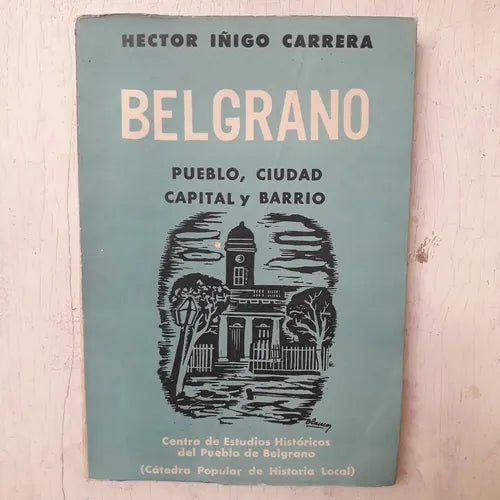 HECTOR IÑIGO CARRERA
BELGRANO
PUEBLO, CIUDAD
CAPITAL y BARRIO
Centro de Estudios Históricos
del Pueblo de Belgrano
(Cátedra Popular de Historia Local)